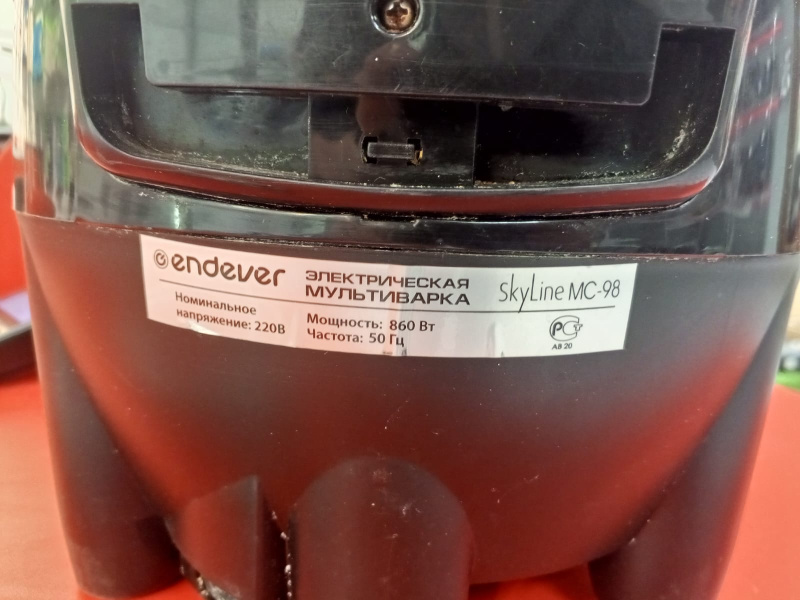 endever
ЭЛЕКТРИЧЕСКАЯ
МУЛЬТИВАРКА
SkyLine MC-98
Номинальное
напряжение: 220В
Мощность: 860 Вт
Частота: 50 Гц
АВ 20